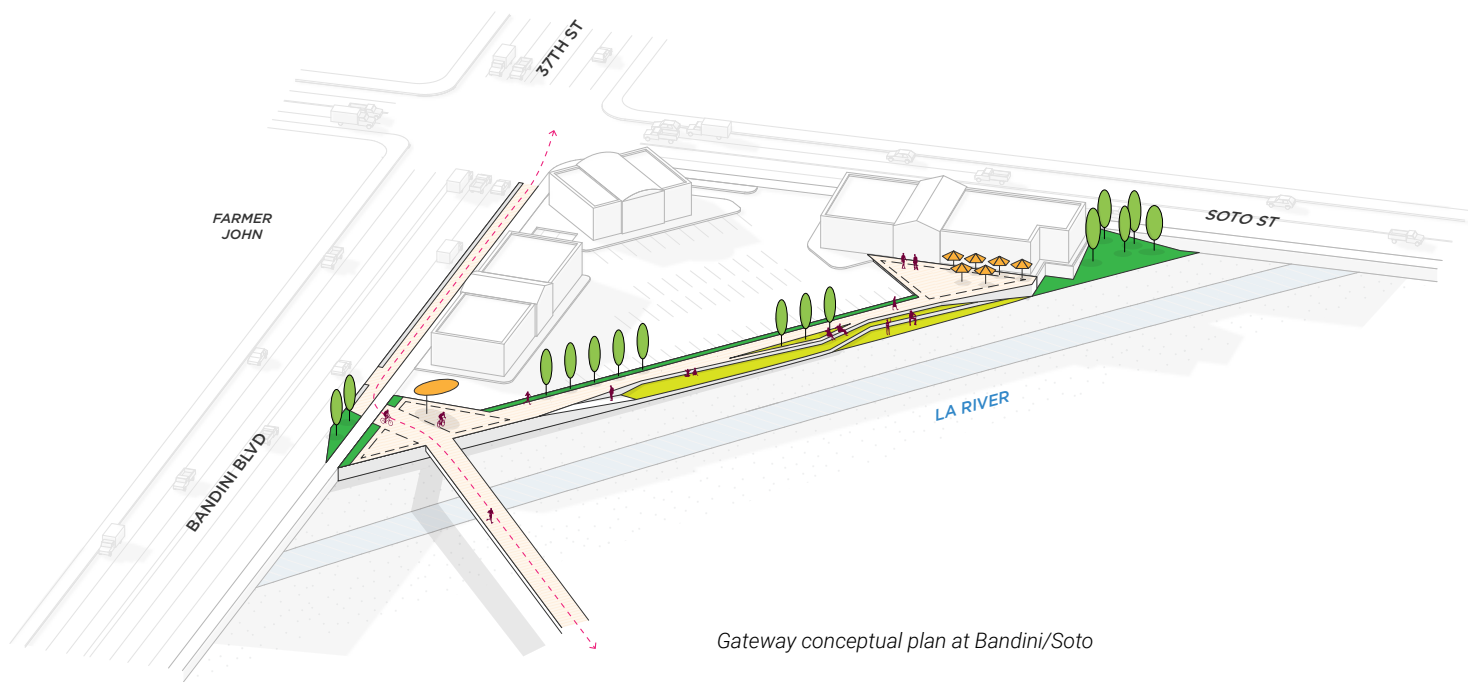 37TH ST
FARMER
JOHN
SOTO ST
LA RIVER
BANDINI BLVD
Gateway conceptual plan at Bandini/Soto